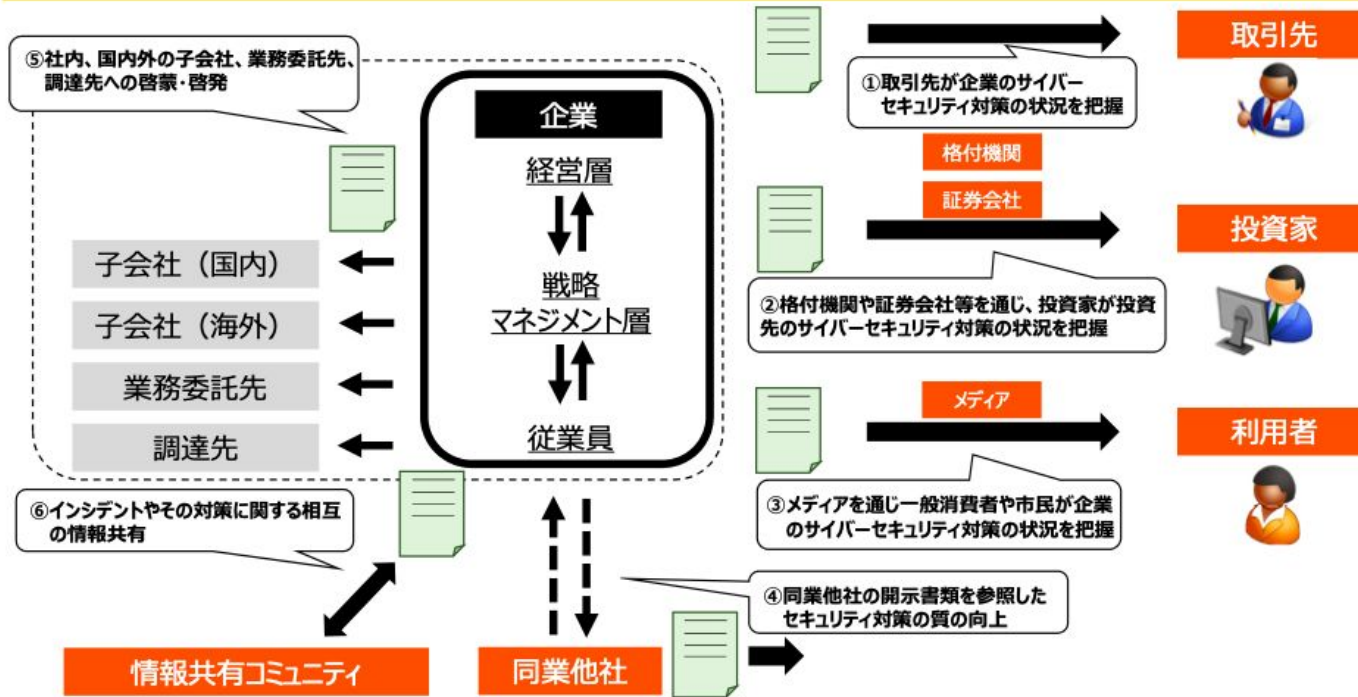 ⑤社内、国内外の子会社、業務委託先、
調達先への啓蒙・啓発
企業
経営層
戦略
マネジメント層
従業員
子会社（国内）
子会社（海外）
業務委託先
調達先
取引先
①取引先が企業のサイバー
セキュリティ対策の状況を把握
格付機関
証券会社
投資家
②格付機関や証券会社等を通じ、投資家が投資
先のサイバーセキュリティ対策の状況を把握
メディア
利用者
③メディアを通じ一般消費者や市民が企業
のサイバーセキュリティ対策の状況を把握
⑥インシデントやその対策に関する相互
の情報共有
④同業他社の開示書類を参照した
セキュリティ対策の質の向上
情報共有コミュニティ
同業他社